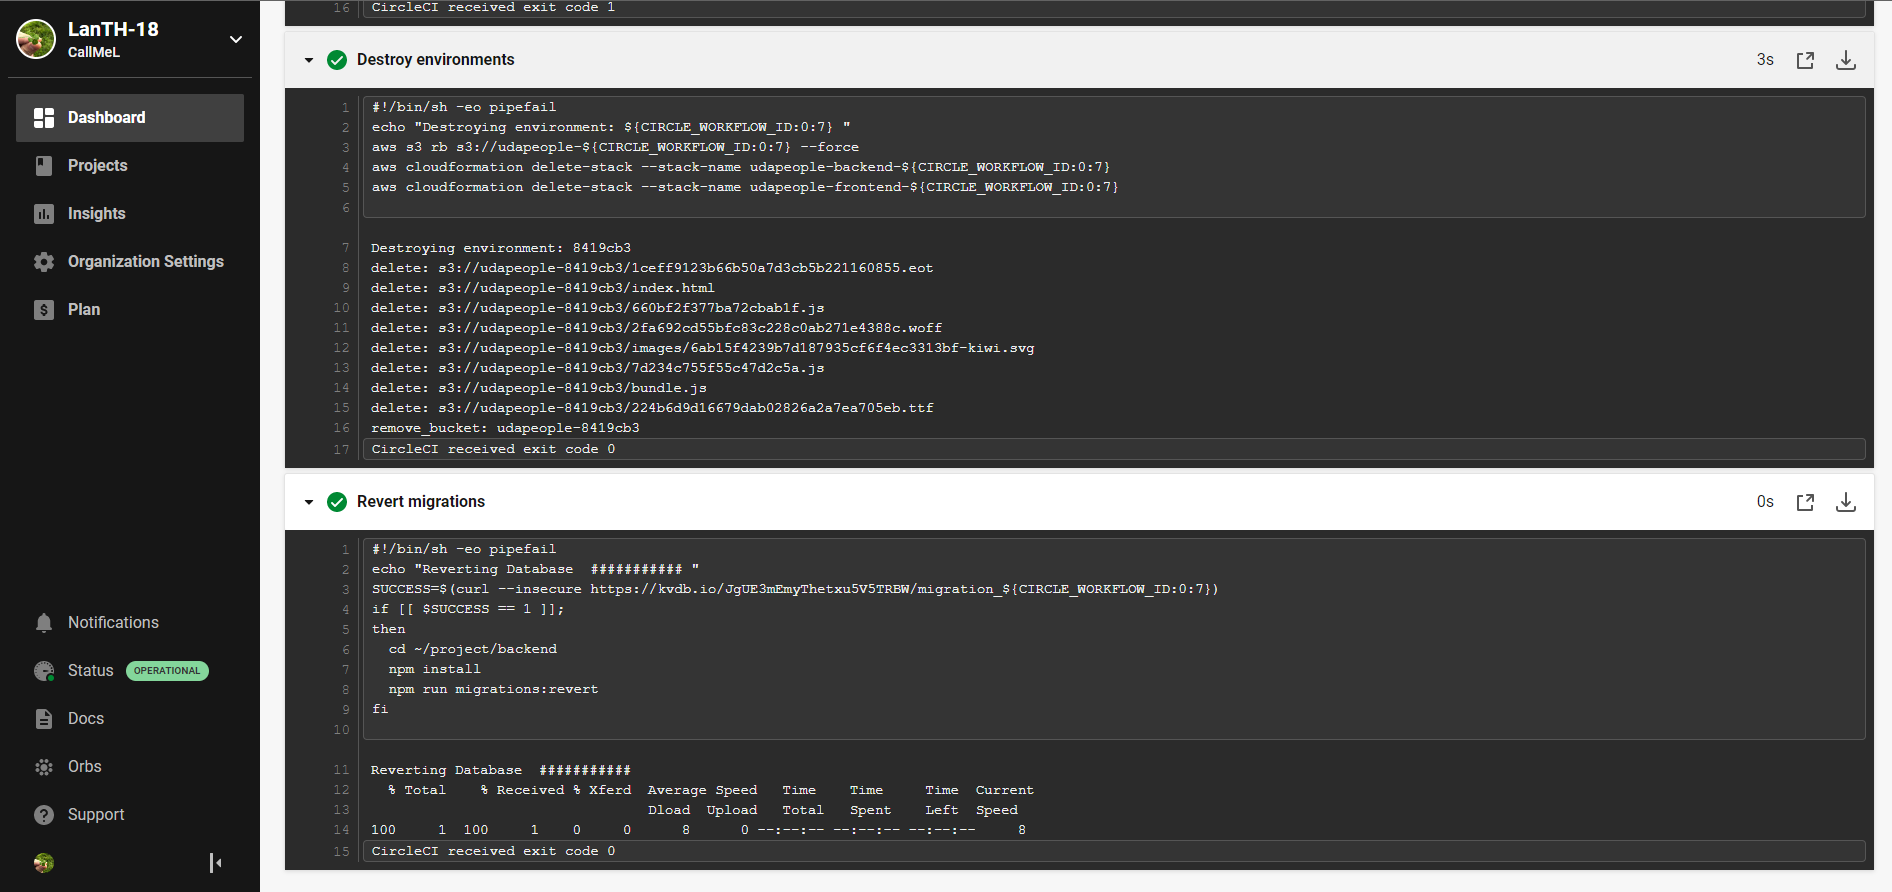 LanTH-18
CallMeL
Dashboard
Projects
Insights
Organization Settings
Plan
Notifications
Status OPERATIONAL
Docs
Orbs
Support
16 CircleCI received exit code 1
Destroy environments 3s
1 #!/bin/sh -eo pipefail
2 echo "Destroying environment: ${CIRCLE_WORKFLOW_ID:0:7} "
3 aws s3 rb s3://udapeople-${CIRCLE_WORKFLOW_ID:0:7} --force
4 aws cloudformation delete-stack --stack-name udapeople-backend-${CIRCLE_WORKFLOW_ID:0:7}
5 aws cloudformation delete-stack --stack-name udapeople-frontend-${CIRCLE_WORKFLOW_ID:0:7}
6
7 Destroying environment: 8419cb3
8 delete: s3://udapeople-8419cb3/1ceff9123b66b50a7d3cb5b221160855.eot
9 delete: s3://udapeople-8419cb3/index.html
10 delete: s3://udapeople-8419cb3/660bf2f377ba72cbab1f.js
11 delete: s3://udapeople-8419cb3/2fa692cd55bfc83c228c0ab271e4388c.woff
12 delete: s3://udapeople-8419cb3/images/6ab15f4239b7d187935cf6f4ec3313bf-kiwi.svg
13 delete: s3://udapeople-8419cb3/7d234c755f55c47d2c5a.js
14 delete: s3://udapeople-8419cb3/bundle.js
15 delete: s3://udapeople-8419cb3/224b6d9d16679dab02826a2a7ea705eb.ttf
16 remove_bucket: udapeople-8419cb3
17 CircleCI received exit code 0
Revert migrations 0s
1 #!/bin/sh -eo pipefail
2 echo "Reverting Database  ########### "
3 SUCCESS=$(curl --insecure https://kvdb.io/JgUE3mEmyThetxu5V5TRBW/migration_${CIRCLE_WORKFLOW_ID:0:7})
4 if [[ $SUCCESS == 1 ]];
5 then
6 cd ~/project/backend
7 npm install
8 npm run migrations:revert
9 fi
10
11 Reverting Database  ###########
12 % Total % Received % Xferd Average Speed Time Time Time Current
13 Dload Upload Total Spent Left Speed
14 100 1 100 1 0 0 8 0 --:--:-- --:--:-- --:--:-- 8
15 CircleCI received exit code 0